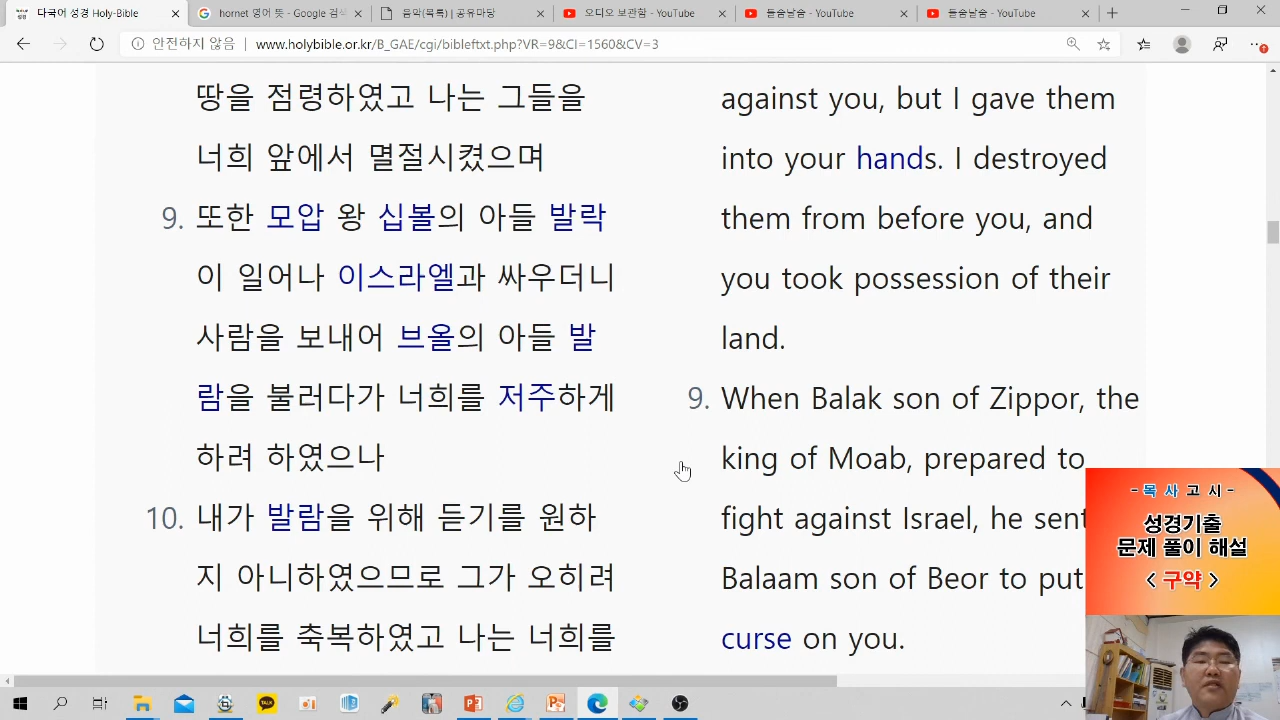 다국어 성경 Holy-Bible
hornet 영어 뜻 - Google 검색
음악(목록) | 공유마당
오디오 보관함 - YouTube
들숨날숨 - YouTube
들숨날숨 - YouTube
안전하지 않음
www.holybible.or.kr/B_GAE/cgi/bibleftxt.php?VR=9&CI=1560&CV=3
땅을 점령하였고 나는 그들을
너희 앞에서 멸절시켰으며
9. 또한 모압 왕 십볼의 아들 발락
이 일어나 이스라엘과 싸우더니
사람을 보내어 브올의 아들 발
람을 불러다가 너희를 저주하게
하려 하였으나
10. 내가 발람을 위해 듣기를 원하
지 아니하였으므로 그가 오히려
너희를 축복하였고 나는 너희를
against you, but I gave them
into your hands. I destroyed
them from before you, and
you took possession of their
land.
9. When Balak son of Zippor, the
king of Moab, prepared to
fight against Israel, he sent
Balaam son of Beor to put
curse on you.
- 목 사 고 시 -
성경기출
문제 풀이 해설
< 구약 >
TALK